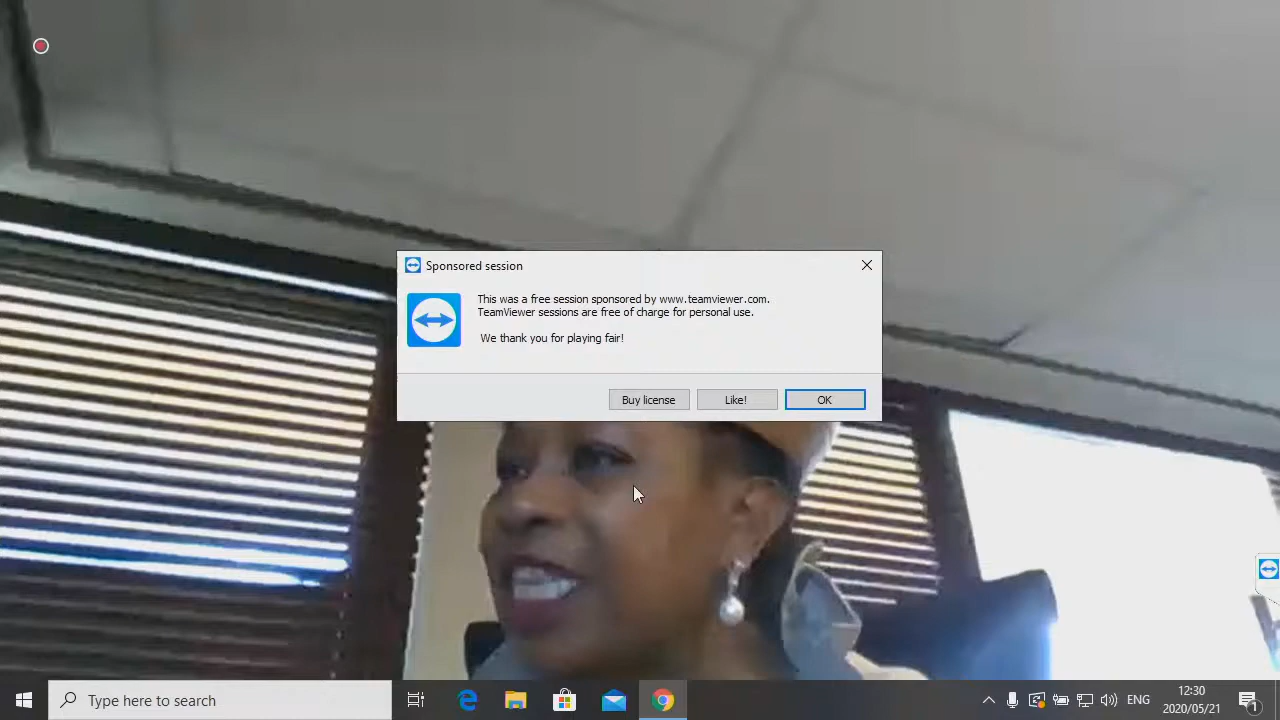 Sponsored session
This was a free session sponsored by www.teamviewer.com.
TeamViewer sessions are free of charge for personal use.
We thank you for playing fair!
Buy license
Like!
OK
Type here to search
ENG
12:30
2020/05/21
1